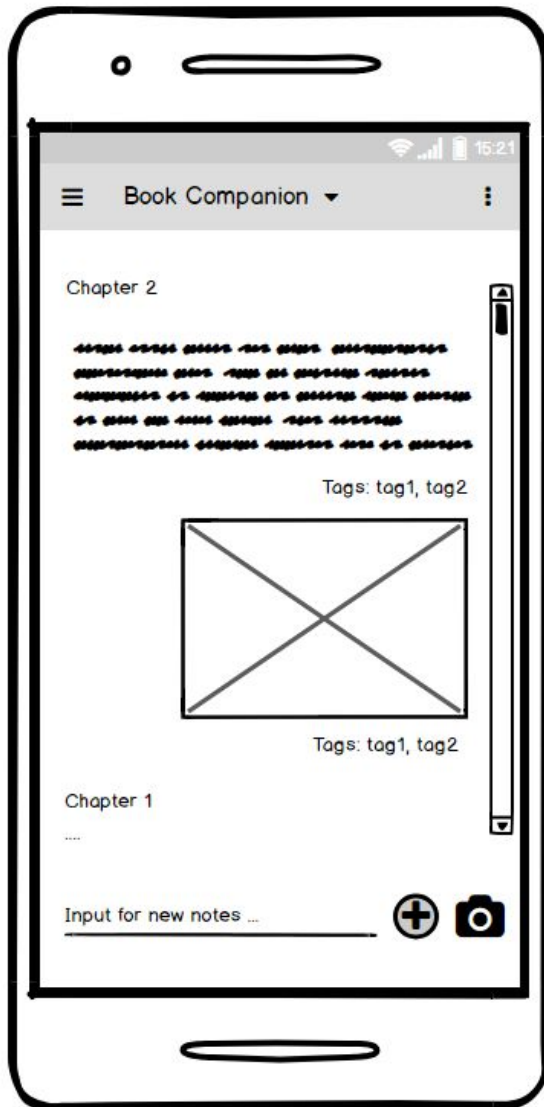 15:21
Book Companion
Chapter 2
Tags: tag1, tag2
Tags: tag1, tag2
Chapter 1
....
Input for new notes ...